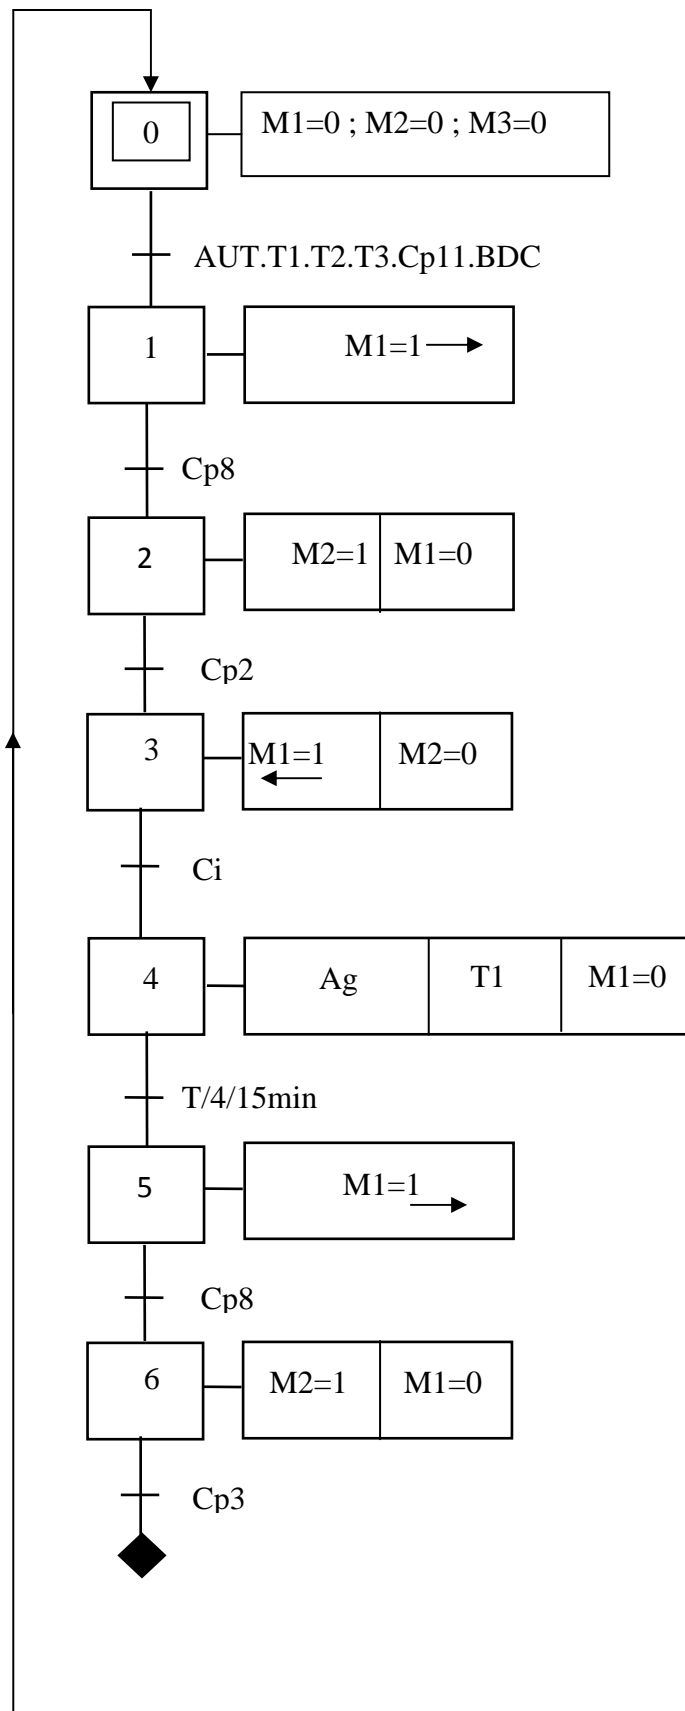 0
M1=0 ; M2=0 ; M3=0
AUT.T1.T2.T3.Cp11.BDC
1
M1=1
Cp8
2
M2=1
M1=0
Cp2
3
M1=1
M2=0
Ci
4
Ag
T1
M1=0
T/4/15min
5
M1=1
Cp8
6
M2=1
M1=0
Cp3